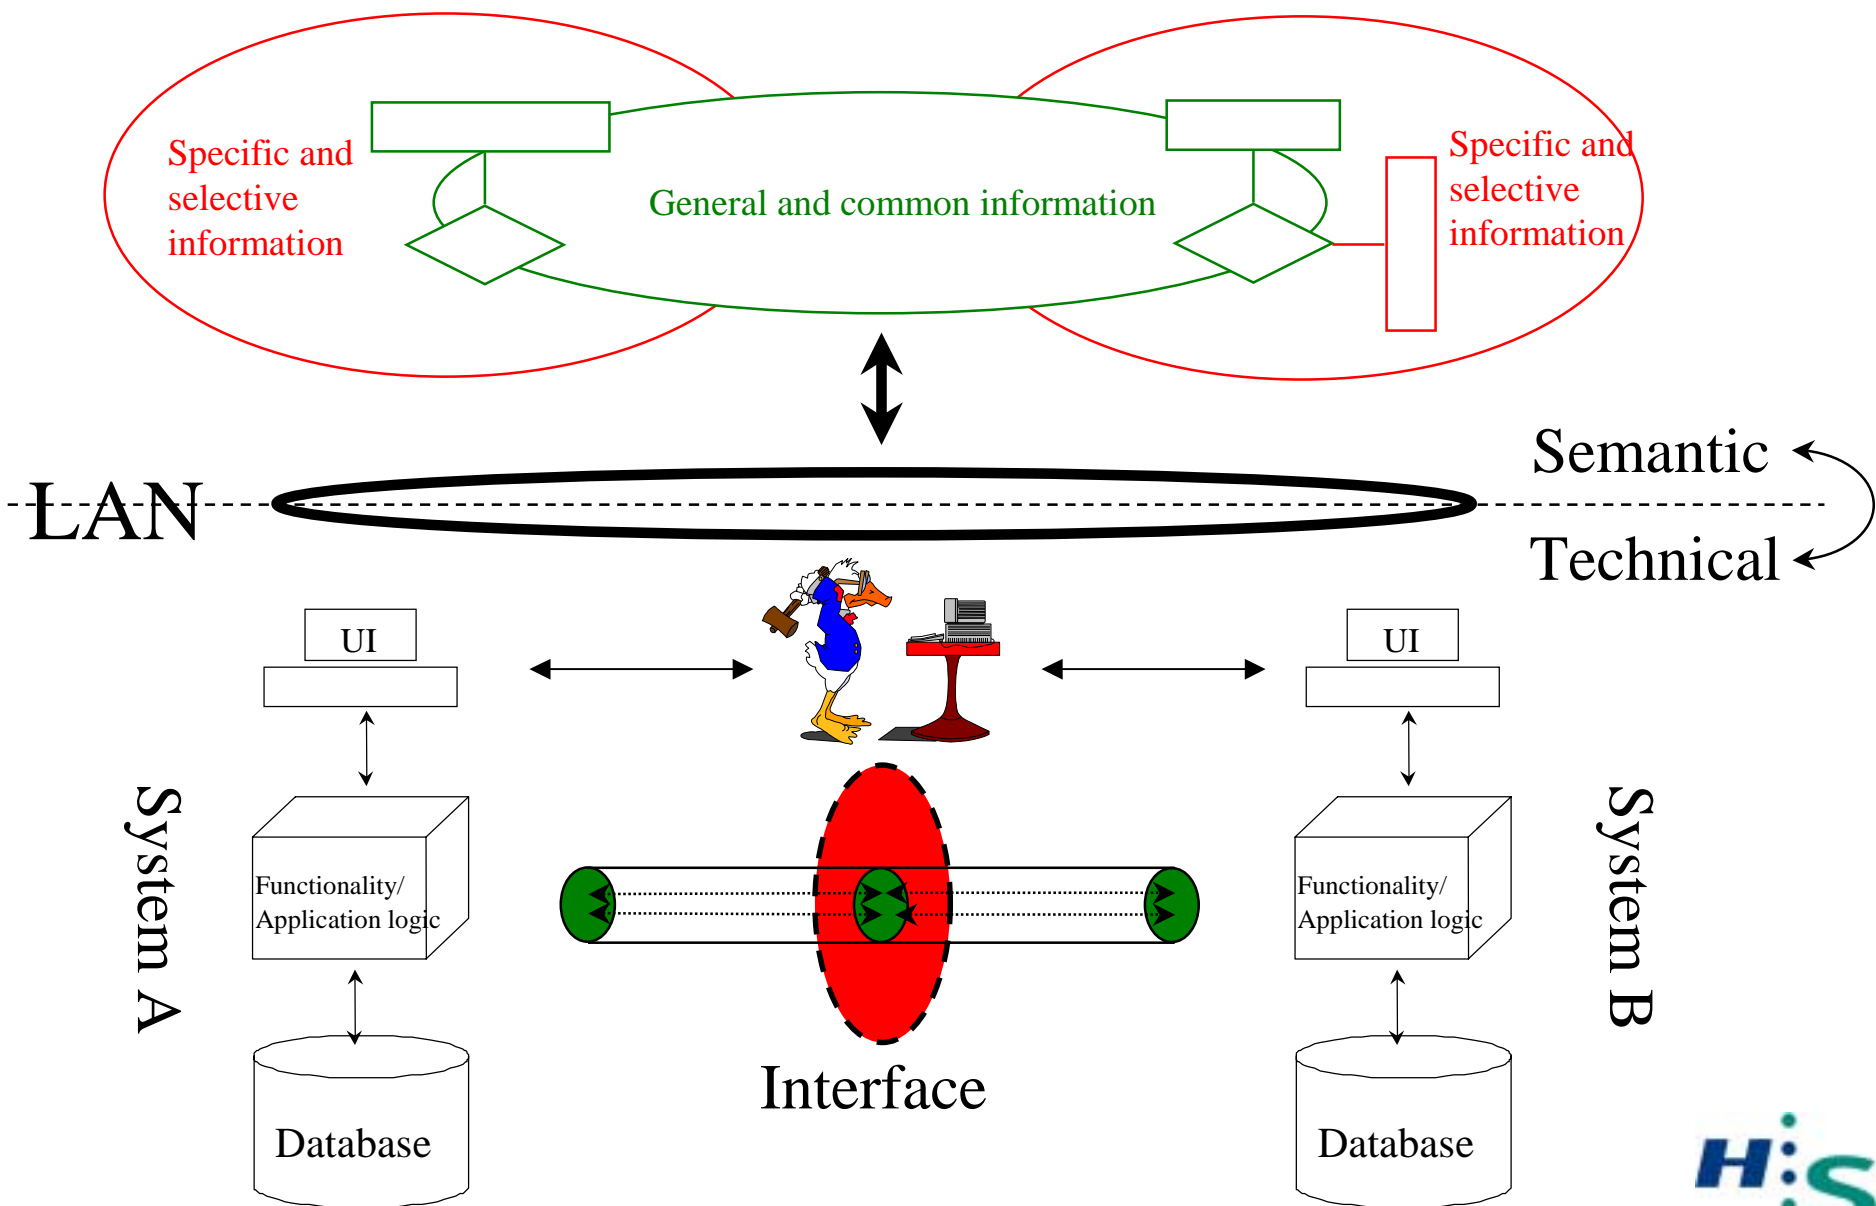 Specific and
selective
information
General and common information
Specific and
selective
information
Semantic
LAN
Technical
UI
UI
System A
Functionality/
Application logic
Functionality/
Application logic
System B
Interface
Database
Database
HS